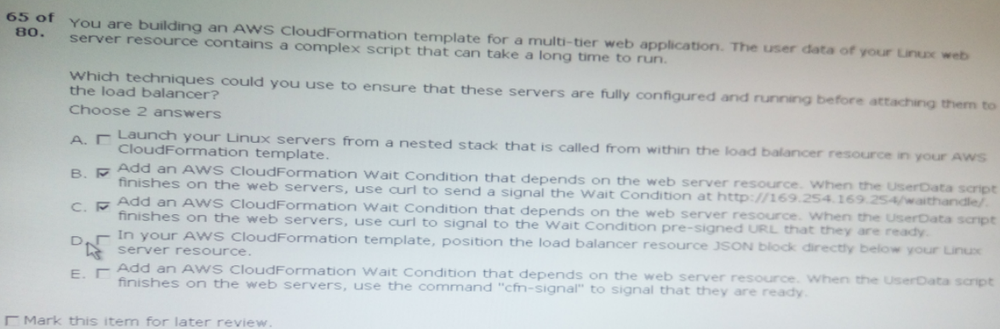 65 of 80.
You are building an AWS CloudFormation template for a multi-tier web application. The user data of your Linux web
server resource contains a complex script that can take a long time to run.
Which techniques could you use to ensure that these servers are fully configured and running before attaching them to
the load balancer?
Choose 2 answers
A. Launch your Linux servers from a nested stack that is called from within the load balancer resource in your AWS
CloudFormation template.
B. Add an AWS CloudFormation Wait Condition that depends on the web server resource. When the UserData script
finishes on the web servers, use curl to send a signal the Wait Condition at http://169.254.169.254/waithandle/.
C. Add an AWS CloudFormation Wait Condition that depends on the web server resource. When the UserData script
finishes on the web servers, use curl to signal to the Wait Condition pre-signed URL that they are ready.
D. In your AWS CloudFormation template, position the load balancer resource JSON block directly below your Linux
server resource.
E. Add an AWS CloudFormation Wait Condition that depends on the web server resource. When the UserData script
finishes on the web servers, use the command "cfn-signal" to signal that they are ready.
Mark this item for later review.